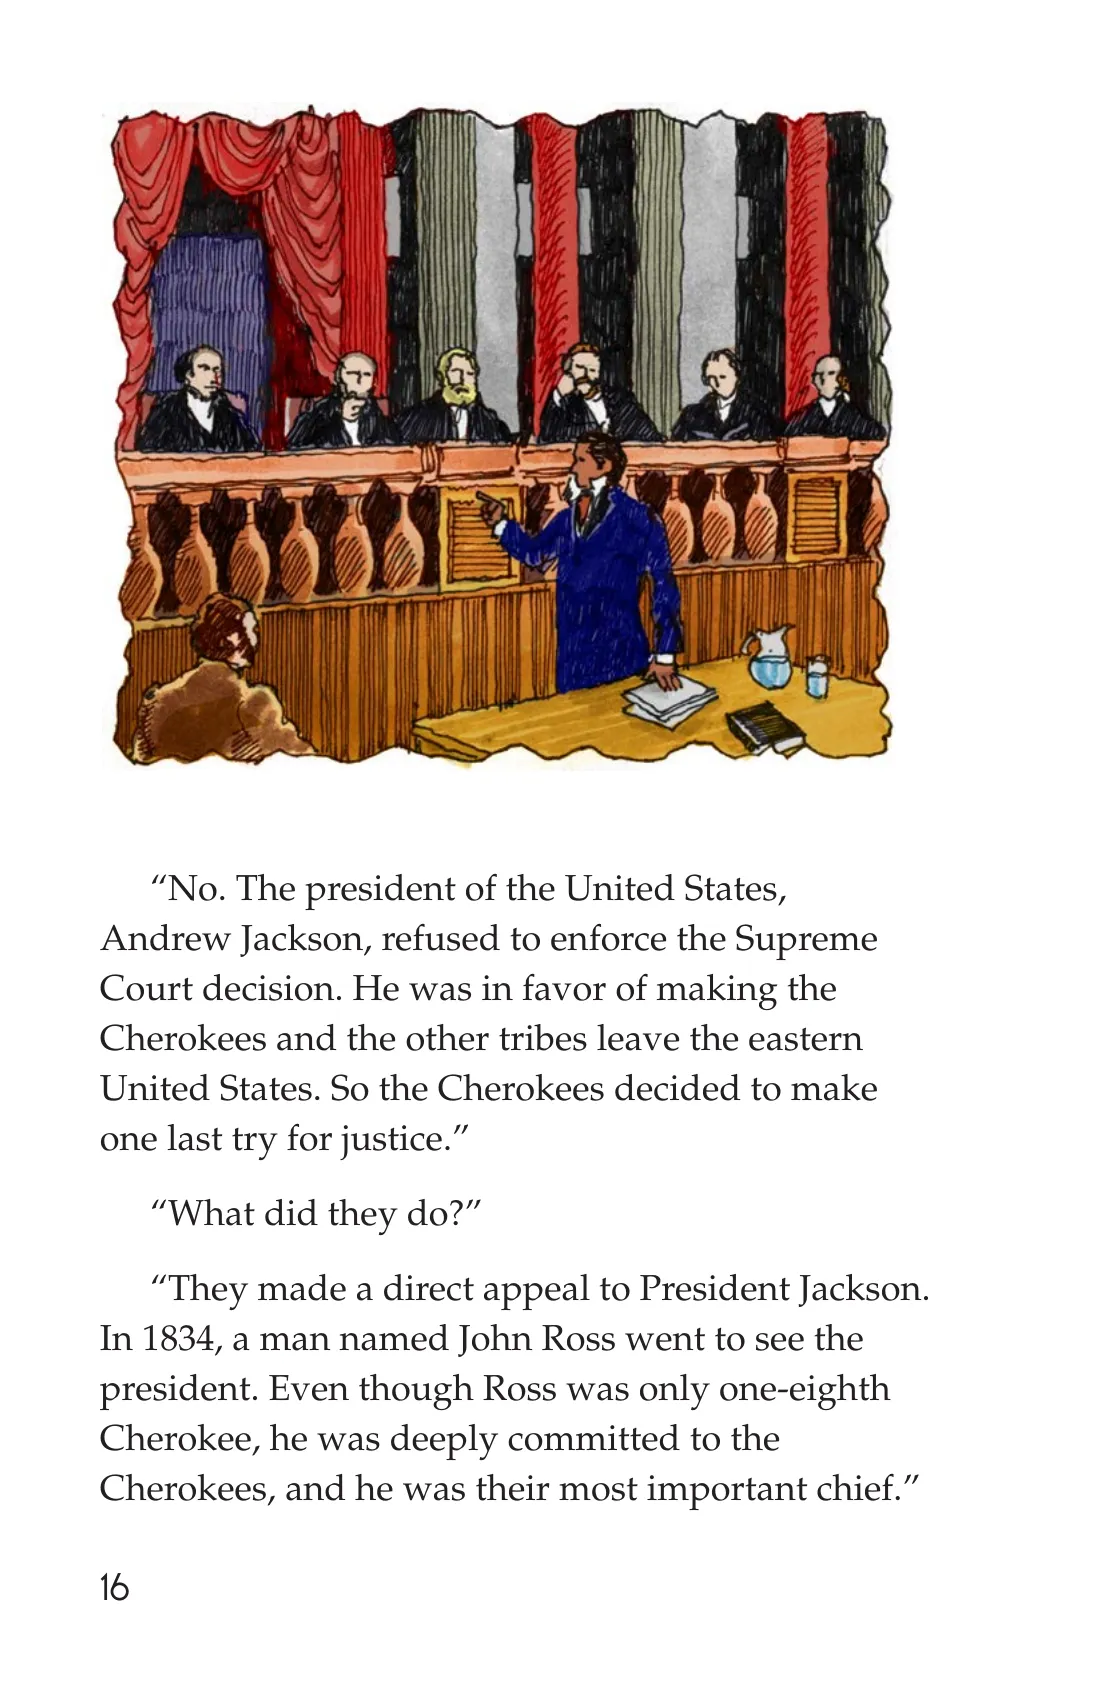 “No. The president of the United States,
Andrew Jackson, refused to enforce the Supreme
Court decision. He was in favor of making the
Cherokees and the other tribes leave the eastern
United States. So the Cherokees decided to make
one last try for justice.”
“What did they do?”
“They made a direct appeal to President Jackson.
In 1834, a man named John Ross went to see the
president. Even though Ross was only one-eighth
Cherokee, he was deeply committed to the
Cherokees, and he was their most important chief.”
16